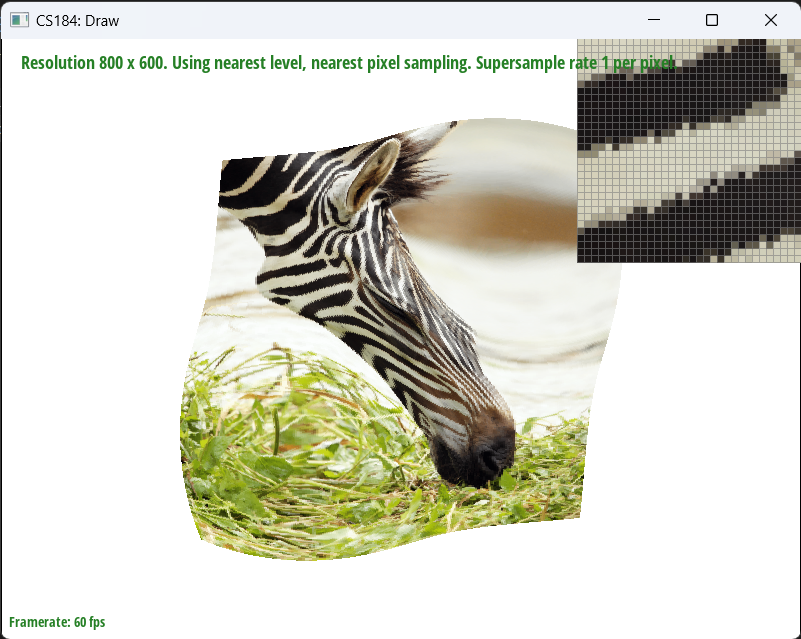 CS184: Draw
Resolution 800 x 600. Using nearest level, nearest pixel sampling. Supersample rate 1 per pixel.
Framerate: 60 fps